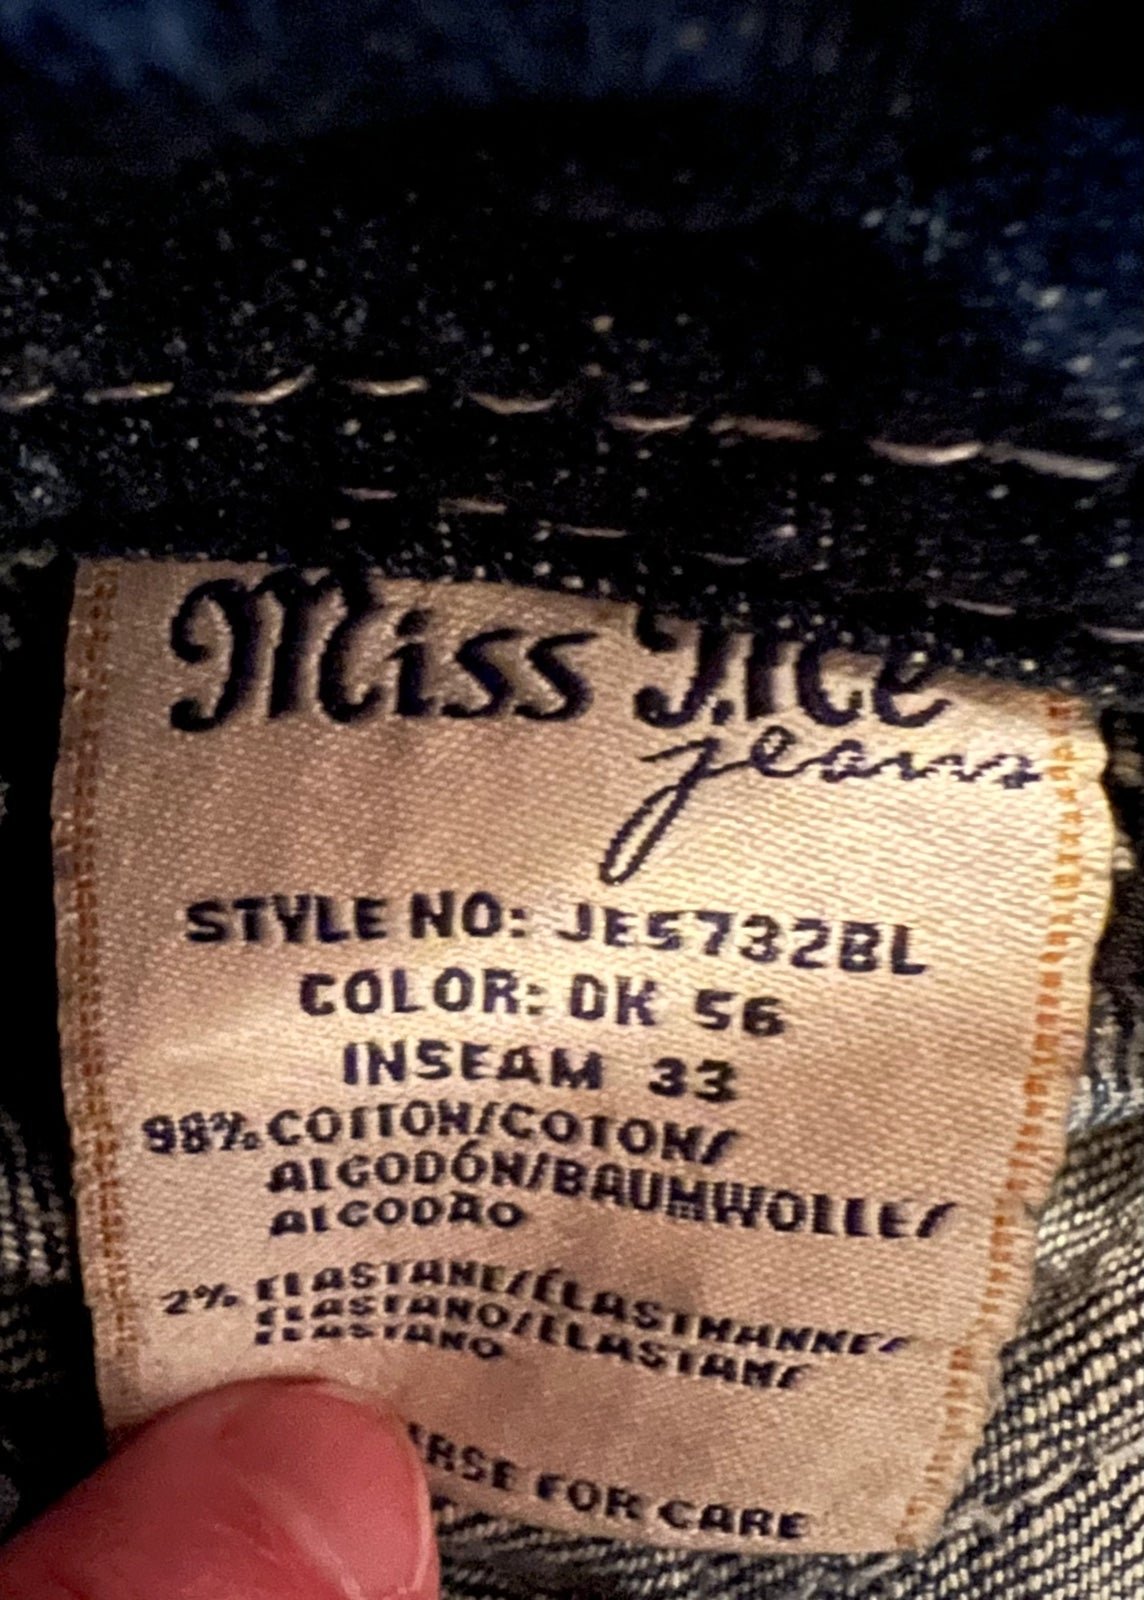 Miss Me
jeans
STYLE NO: JE5732BL
COLOR: DK 56
INSEAM 33
98% COTTON/COTON/
ALGODÓN/BAUMWOLLE/
ALGODÃO
2% ELASTANE/ÉLASTHANNE/
ELASTANO/ELASTAN/
ELASTANO
FOR CARE